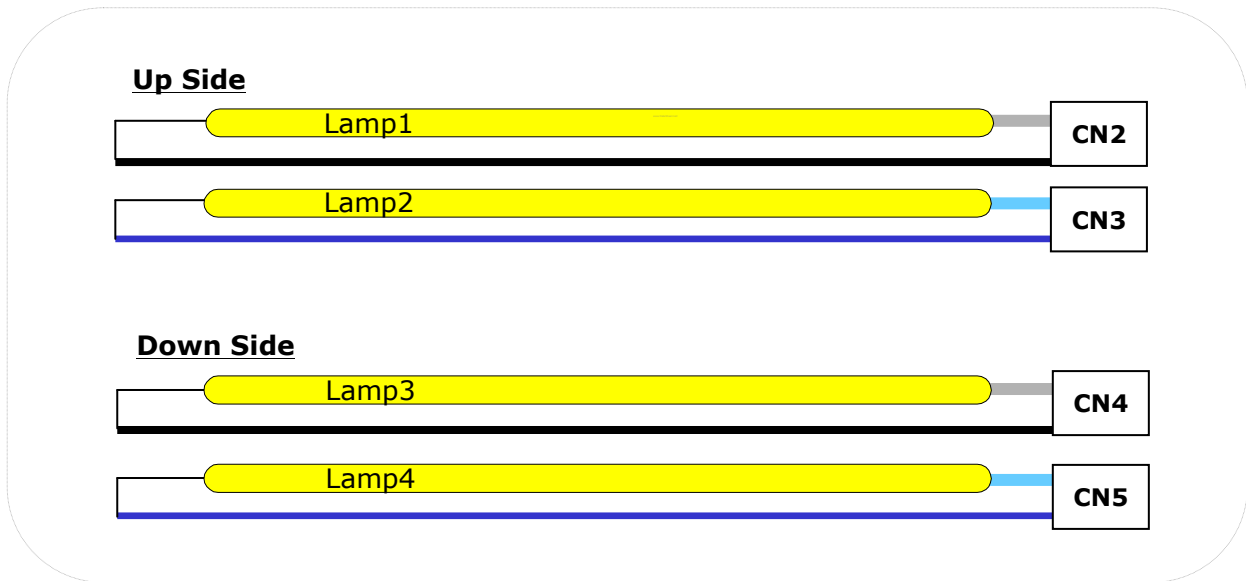 Up Side
Lamp1
CN2
Lamp2
CN3
Down Side
Lamp3
CN4
Lamp4
CN5